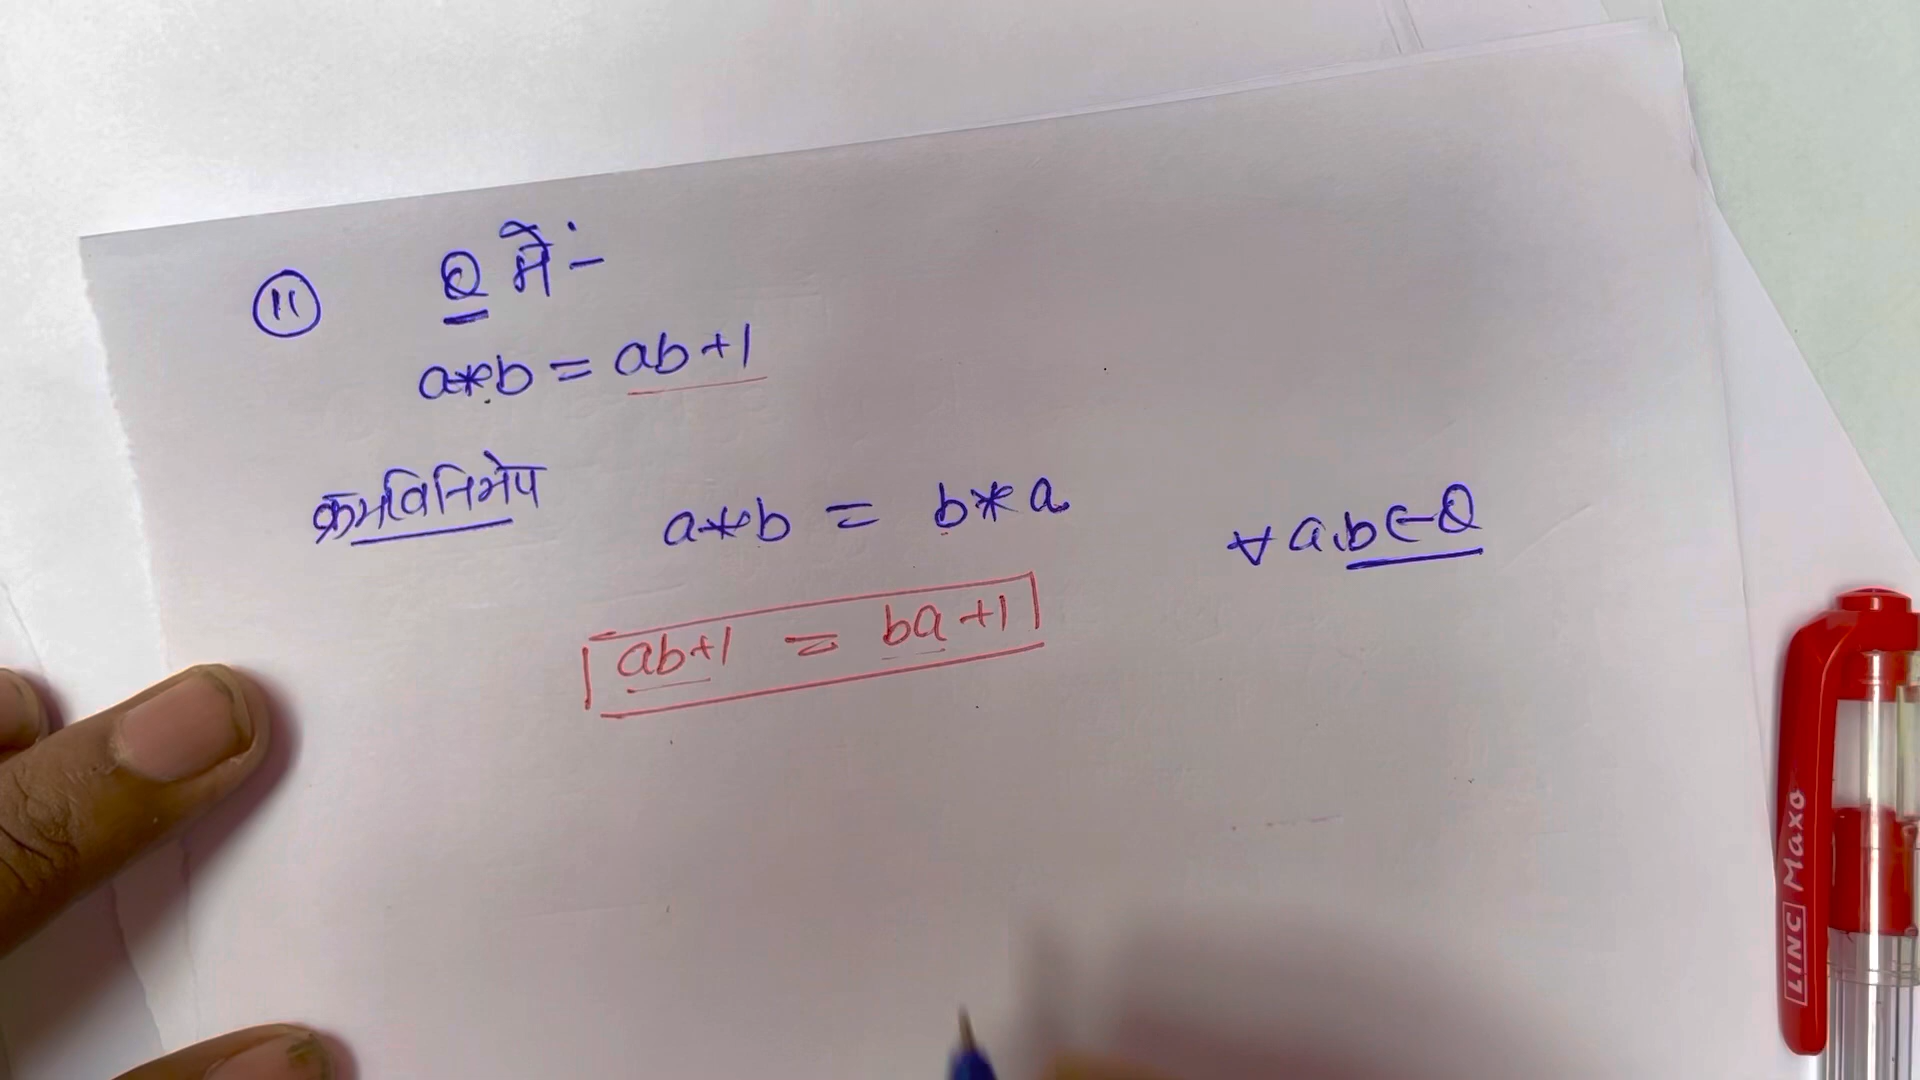 11 Q में :-
a*b = ab+1
क्रमविनिमेय a*b = b*a ∀ a,b ∈ Q
ab+1 = ba+1
LINC Maxo